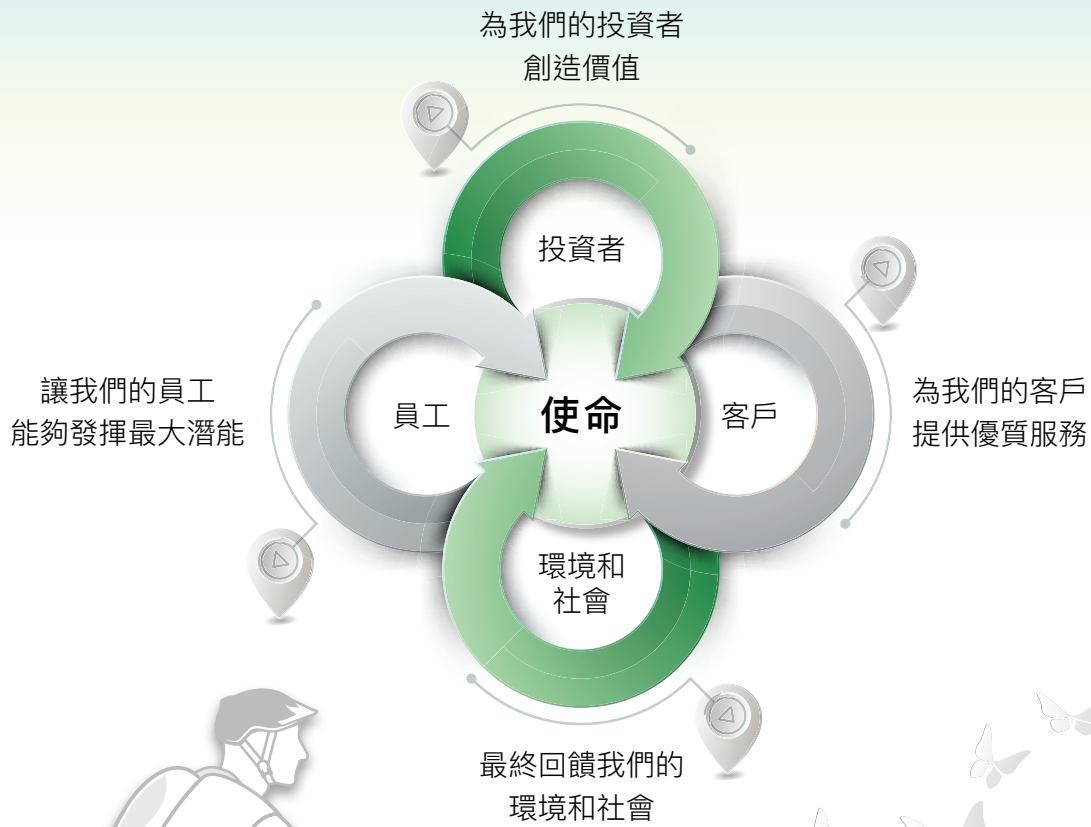 為我們的投資者
創造價值
投資者
讓我們的員工
能夠發揮最大潛能
員工
使命
客戶
為我們的客戶
提供優質服務
環境和
社會
最終回饋我們的
環境和社會